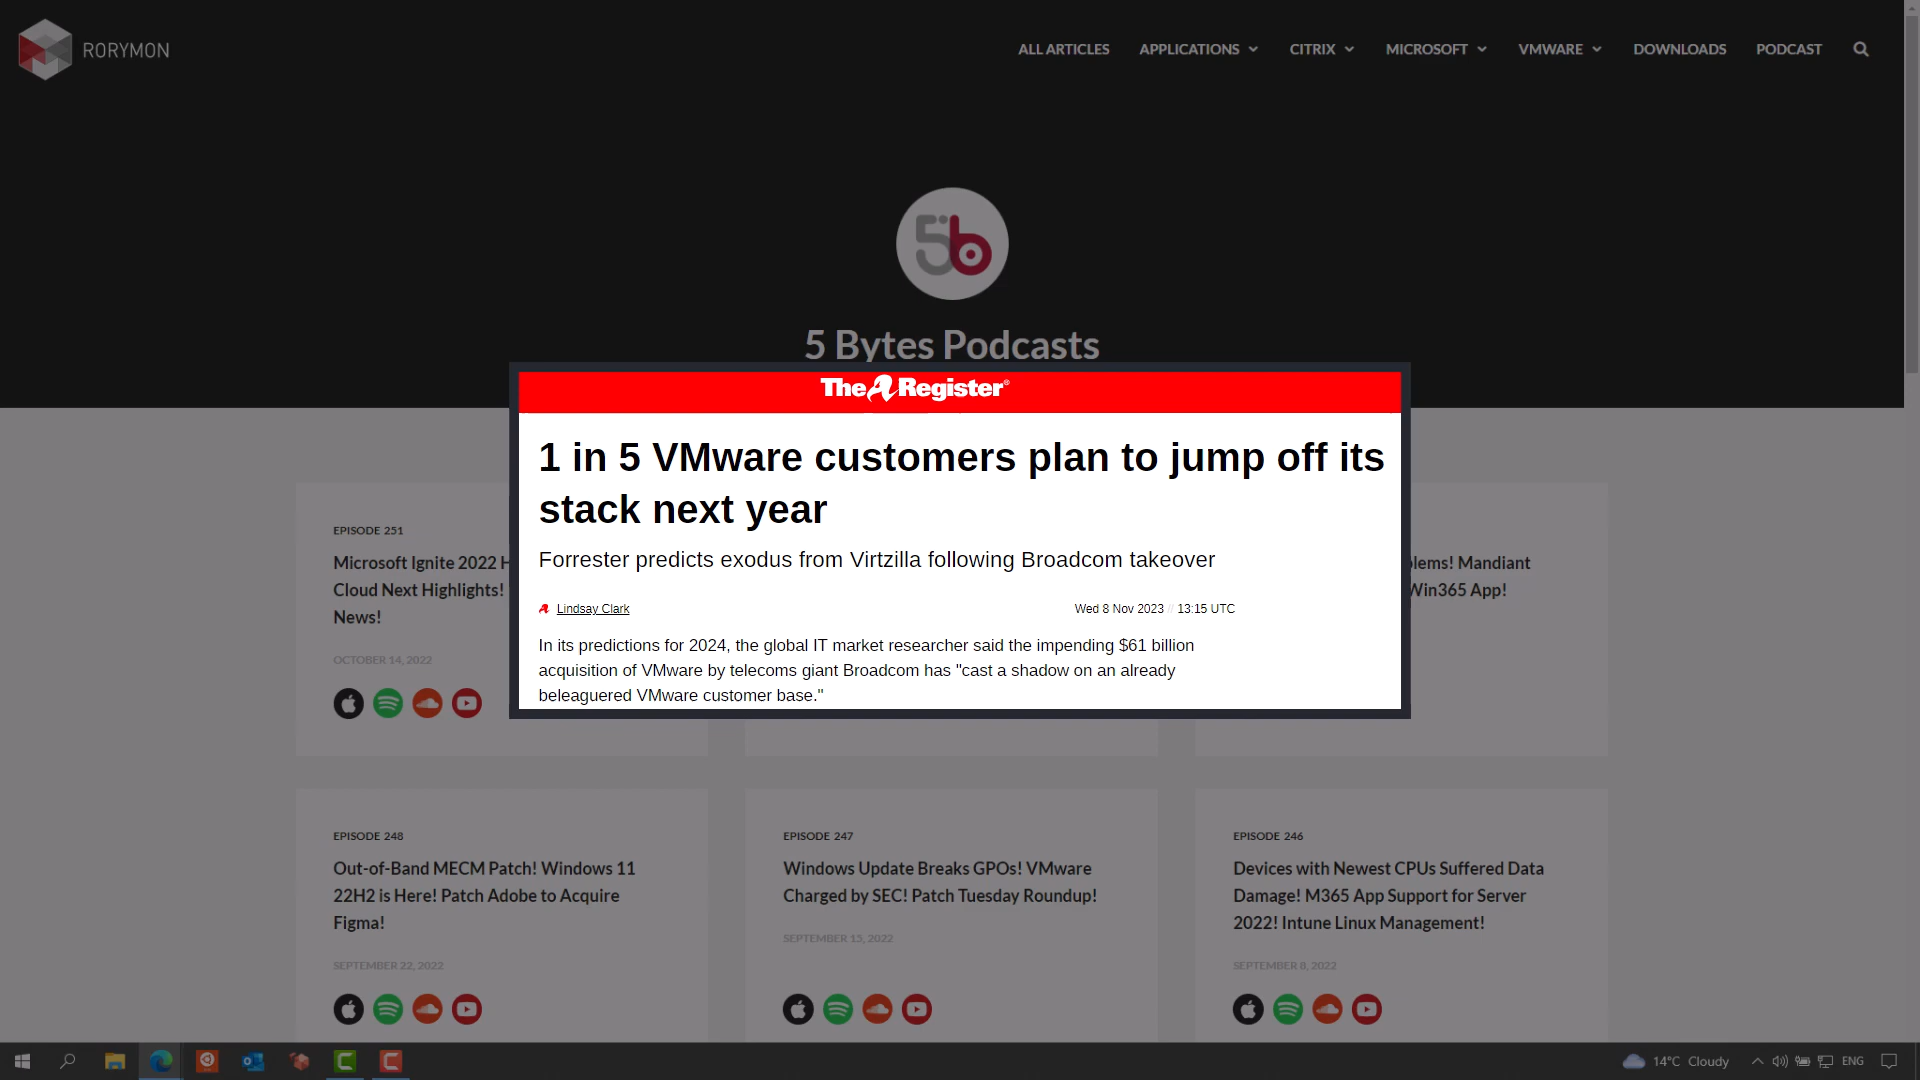 RORYMON
ALL ARTICLES
APPLICATIONS
CITRIX
MICROSOFT
VMWARE
DOWNLOADS
PODCAST
5b
5 Bytes Podcasts
The Register®
1 in 5 VMware customers plan to jump off its
stack next year
Forrester predicts exodus from Virtzilla following Broadcom takeover
Lindsay Clark
Wed 8 Nov 2023 // 13:15 UTC
In its predictions for 2024, the global IT market researcher said the impending $61 billion
acquisition of VMware by telecoms giant Broadcom has "cast a shadow on an already
beleaguered VMware customer base."
EPISODE 251
Microsoft Ignite 2022 H
Cloud Next Highlights!
News!
OCTOBER 14, 2022
lems! Mandiant
Win365 App!
EPISODE 248
Out-of-Band MECM Patch! Windows 11
22H2 is Here! Patch Adobe to Acquire
Figma!
SEPTEMBER 22, 2022
EPISODE 247
Windows Update Breaks GPOs! VMware
Charged by SEC! Patch Tuesday Roundup!
SEPTEMBER 15, 2022
EPISODE 246
Devices with Newest CPUs Suffered Data
Damage! M365 App Support for Server
2022! Intune Linux Management!
SEPTEMBER 8, 2022
14°C Cloudy
ENG